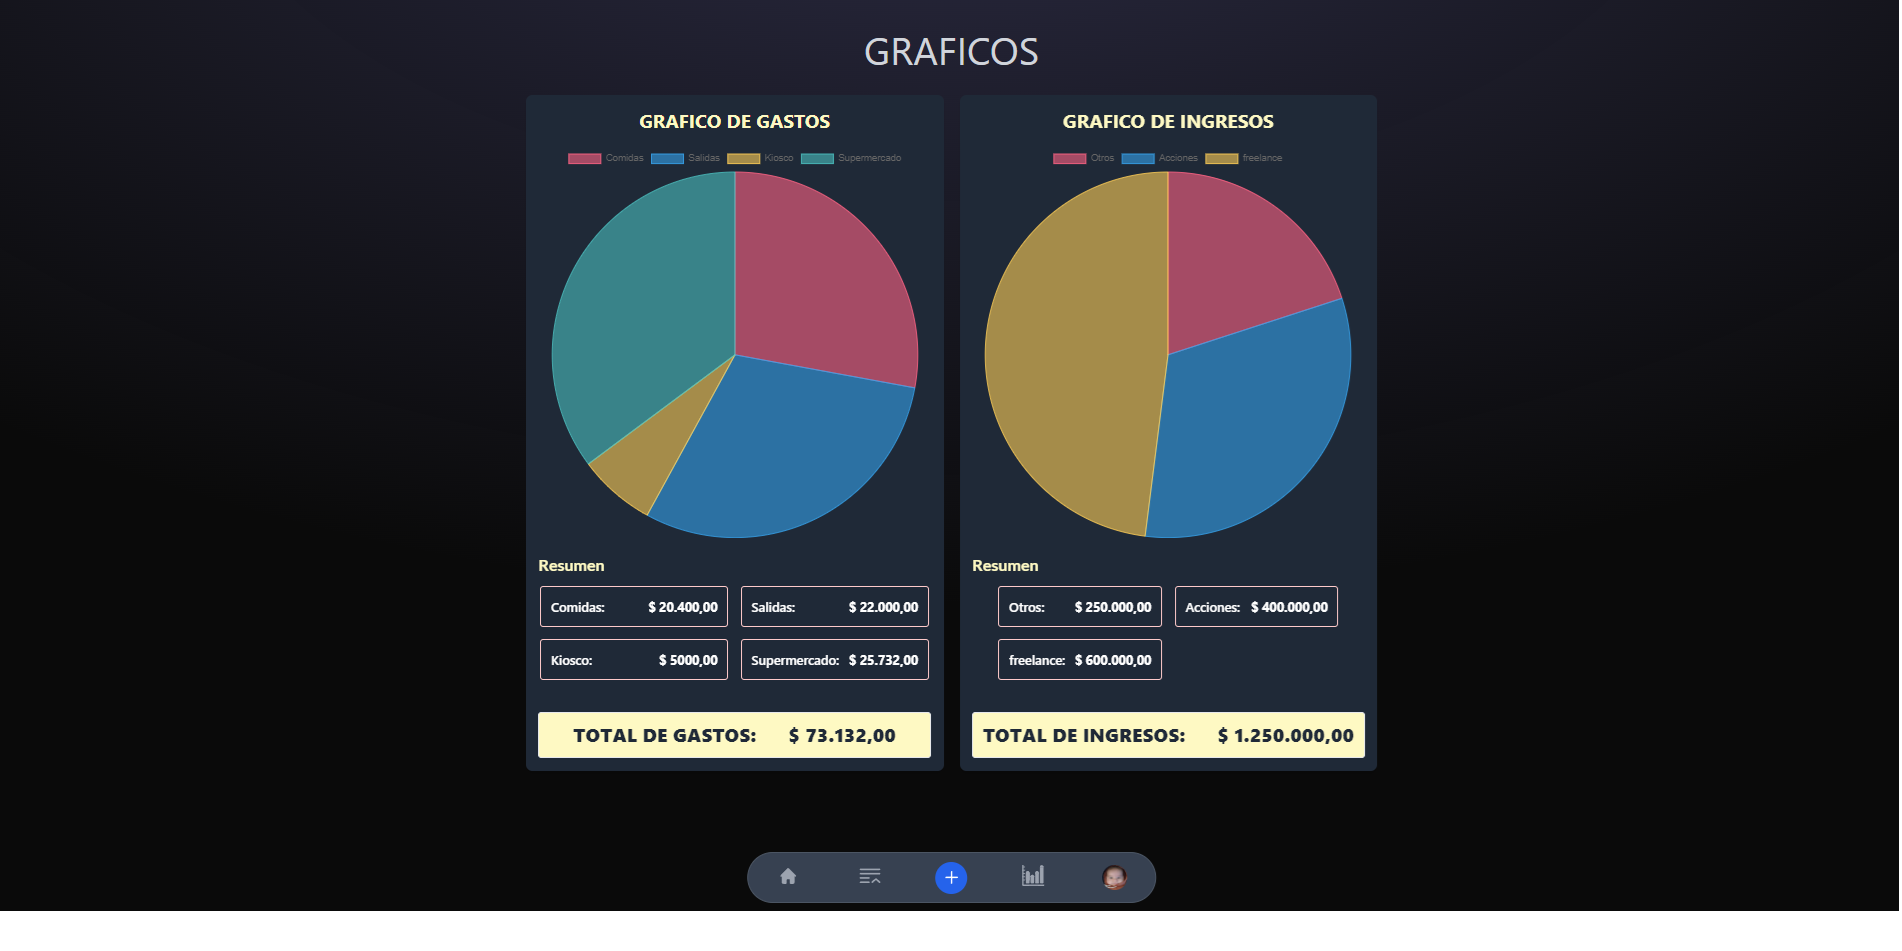 GRAFICOS
GRAFICO DE GASTOS
Comidas Salidas Kiosco Supermercado
Resumen
Comidas: $ 20.400,00 Salidas: $ 22.000,00
Kiosco: $ 5000,00 Supermercado: $ 25.732,00
TOTAL DE GASTOS: $ 73.132,00
GRAFICO DE INGRESOS
Otros Acciones freelance
Resumen
Otros: $ 250.000,00 Acciones: $ 400.000,00
freelance: $ 600.000,00
TOTAL DE INGRESOS: $ 1.250.000,00